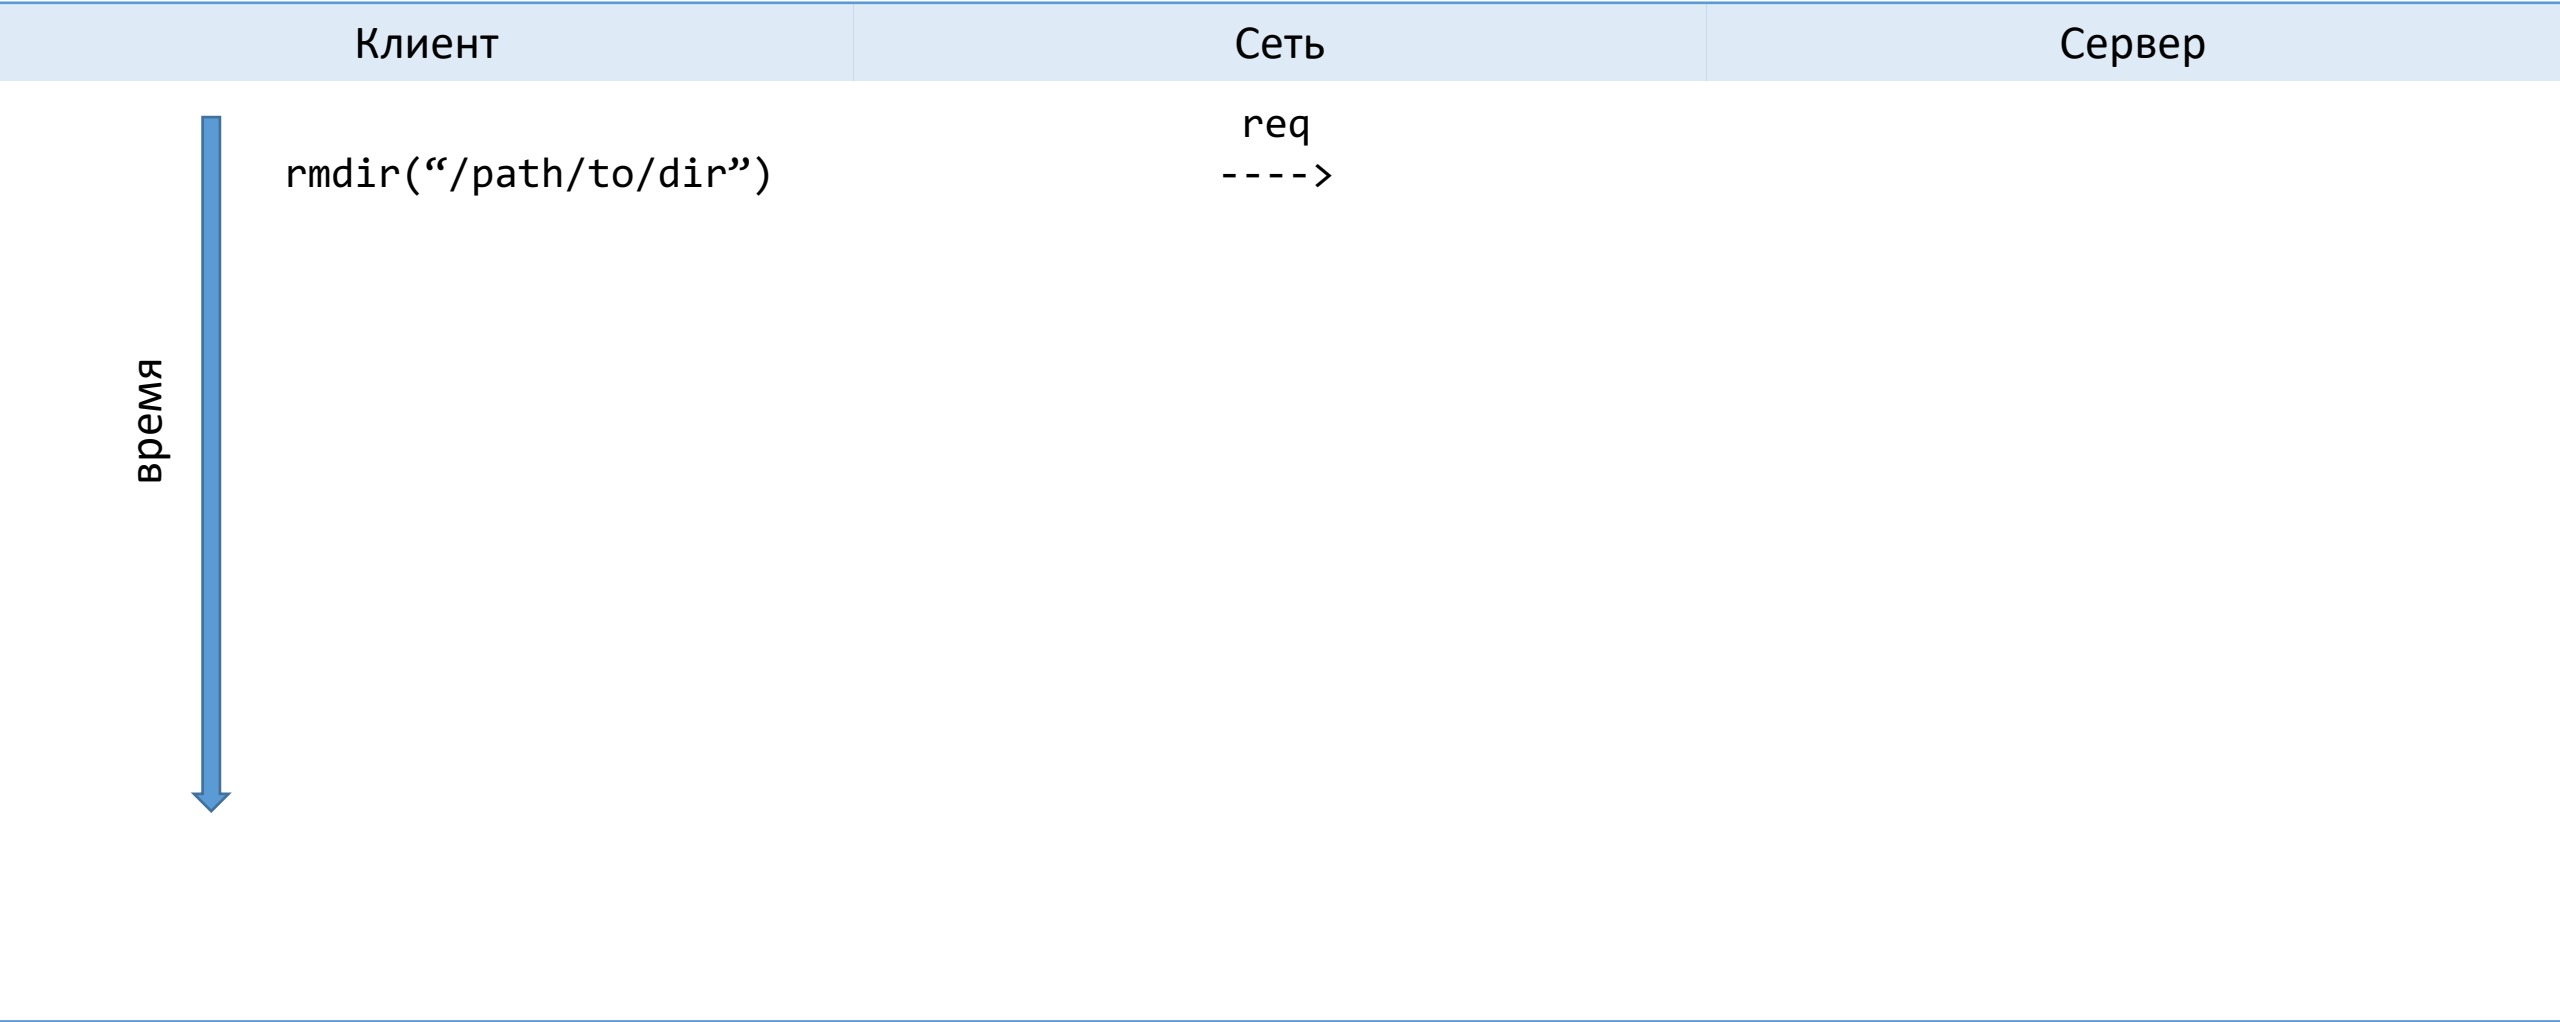 Клиент
Сеть
Сервер
req
rmdir(“/path/to/dir”)
---->
время